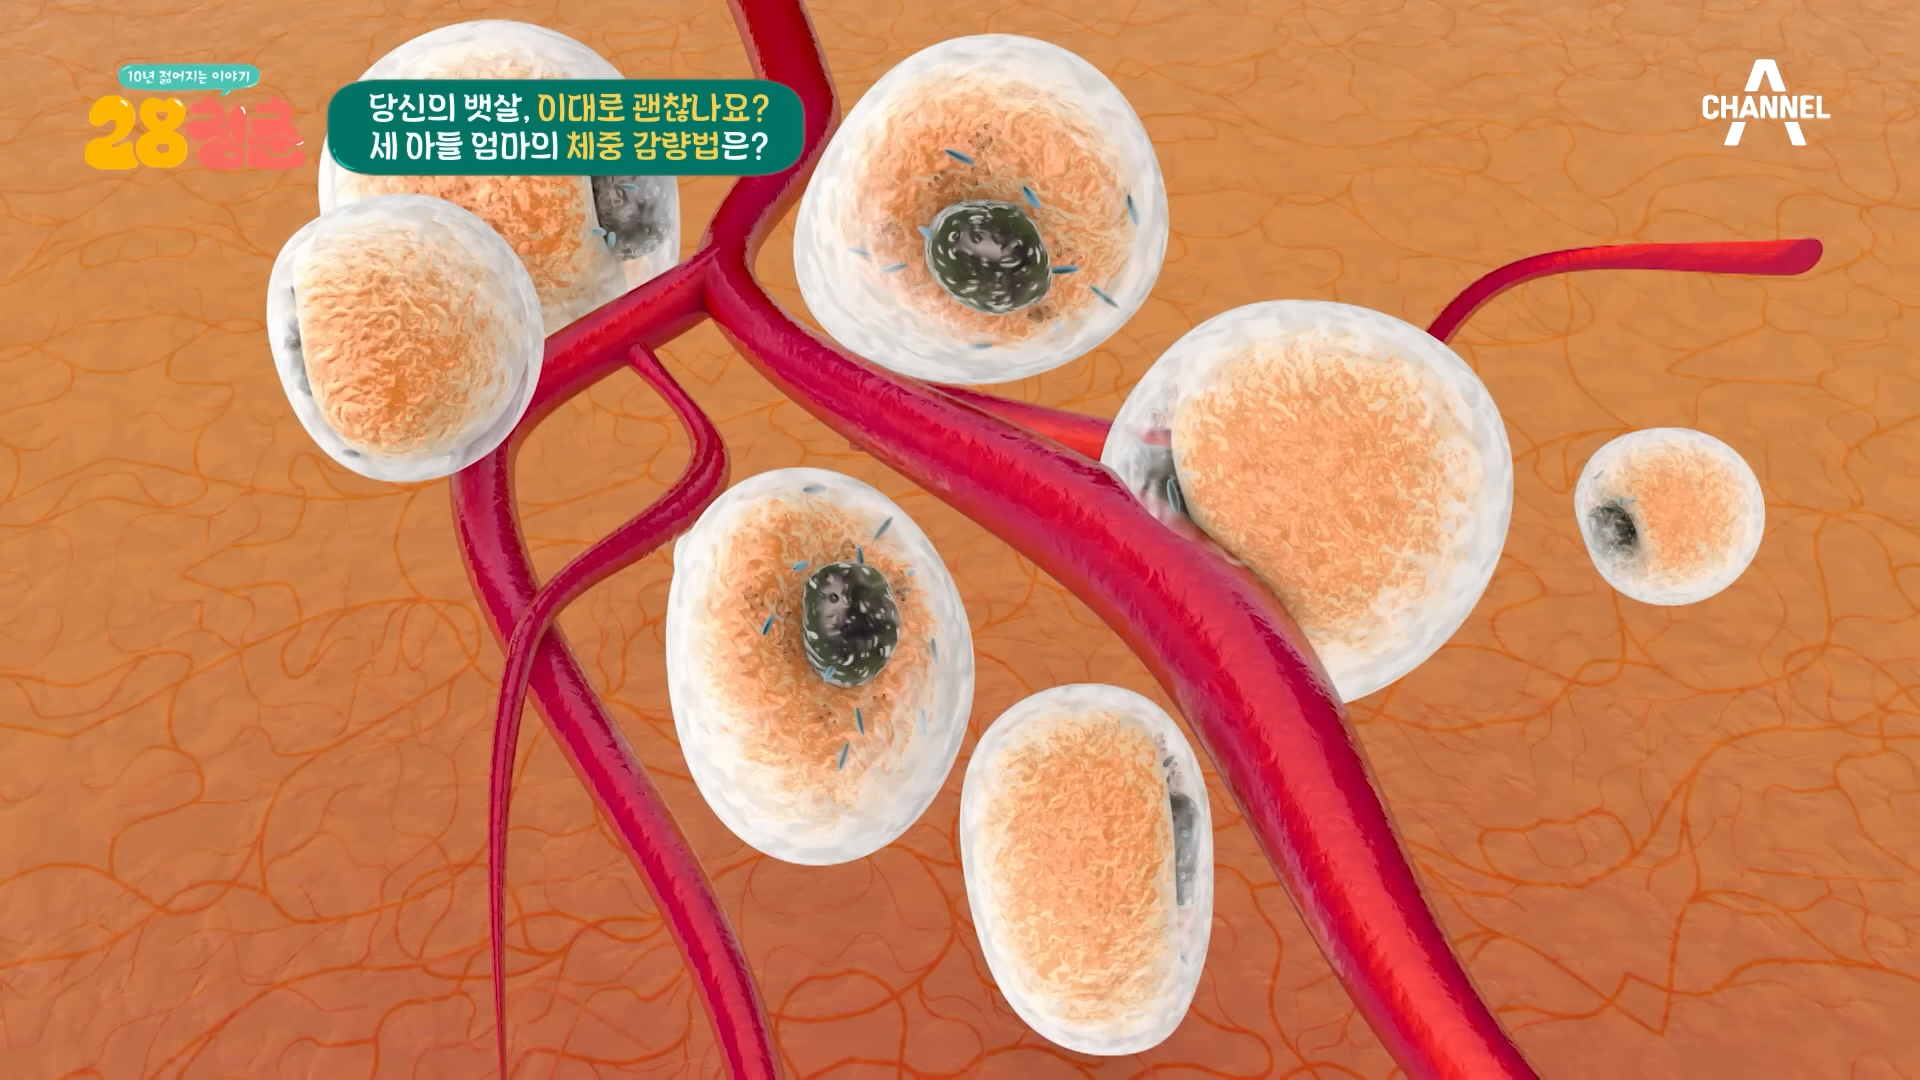 10년 젊어지는 이야기
28청춘
당신의 뱃살, 이대로 괜찮나요?
세 아들 엄마의 체중 감량법은?
CHANNEL A